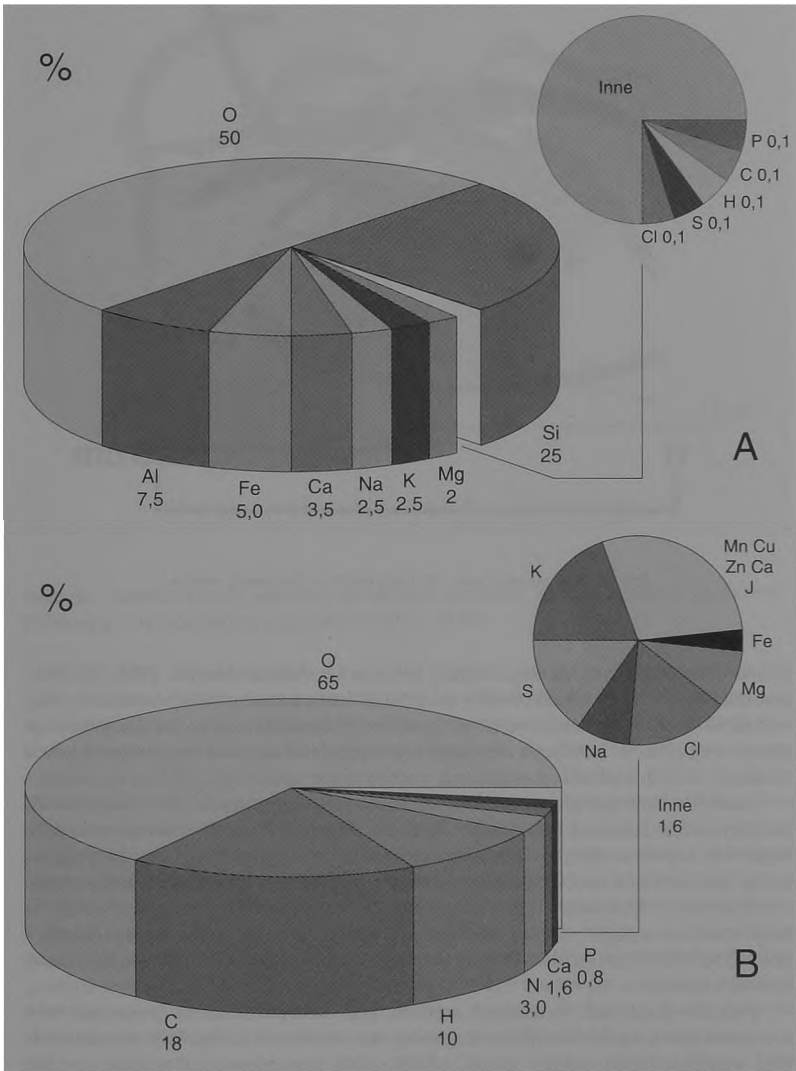 %
O
50
Inne
P 0,1
C 0,1
H 0,1
S 0,1
Cl 0,1
Si
25
A
Al
7,5
Fe
5,0
Ca
3,5
Na
2,5
K
2,5
Mg
2
%
O
65
K
Mn Cu
Zn Ca
J
Fe
Mg
Cl
Na
S
Inne
1,6
C
18
H
10
N
3,0
Ca
1,6
P
0,8
B